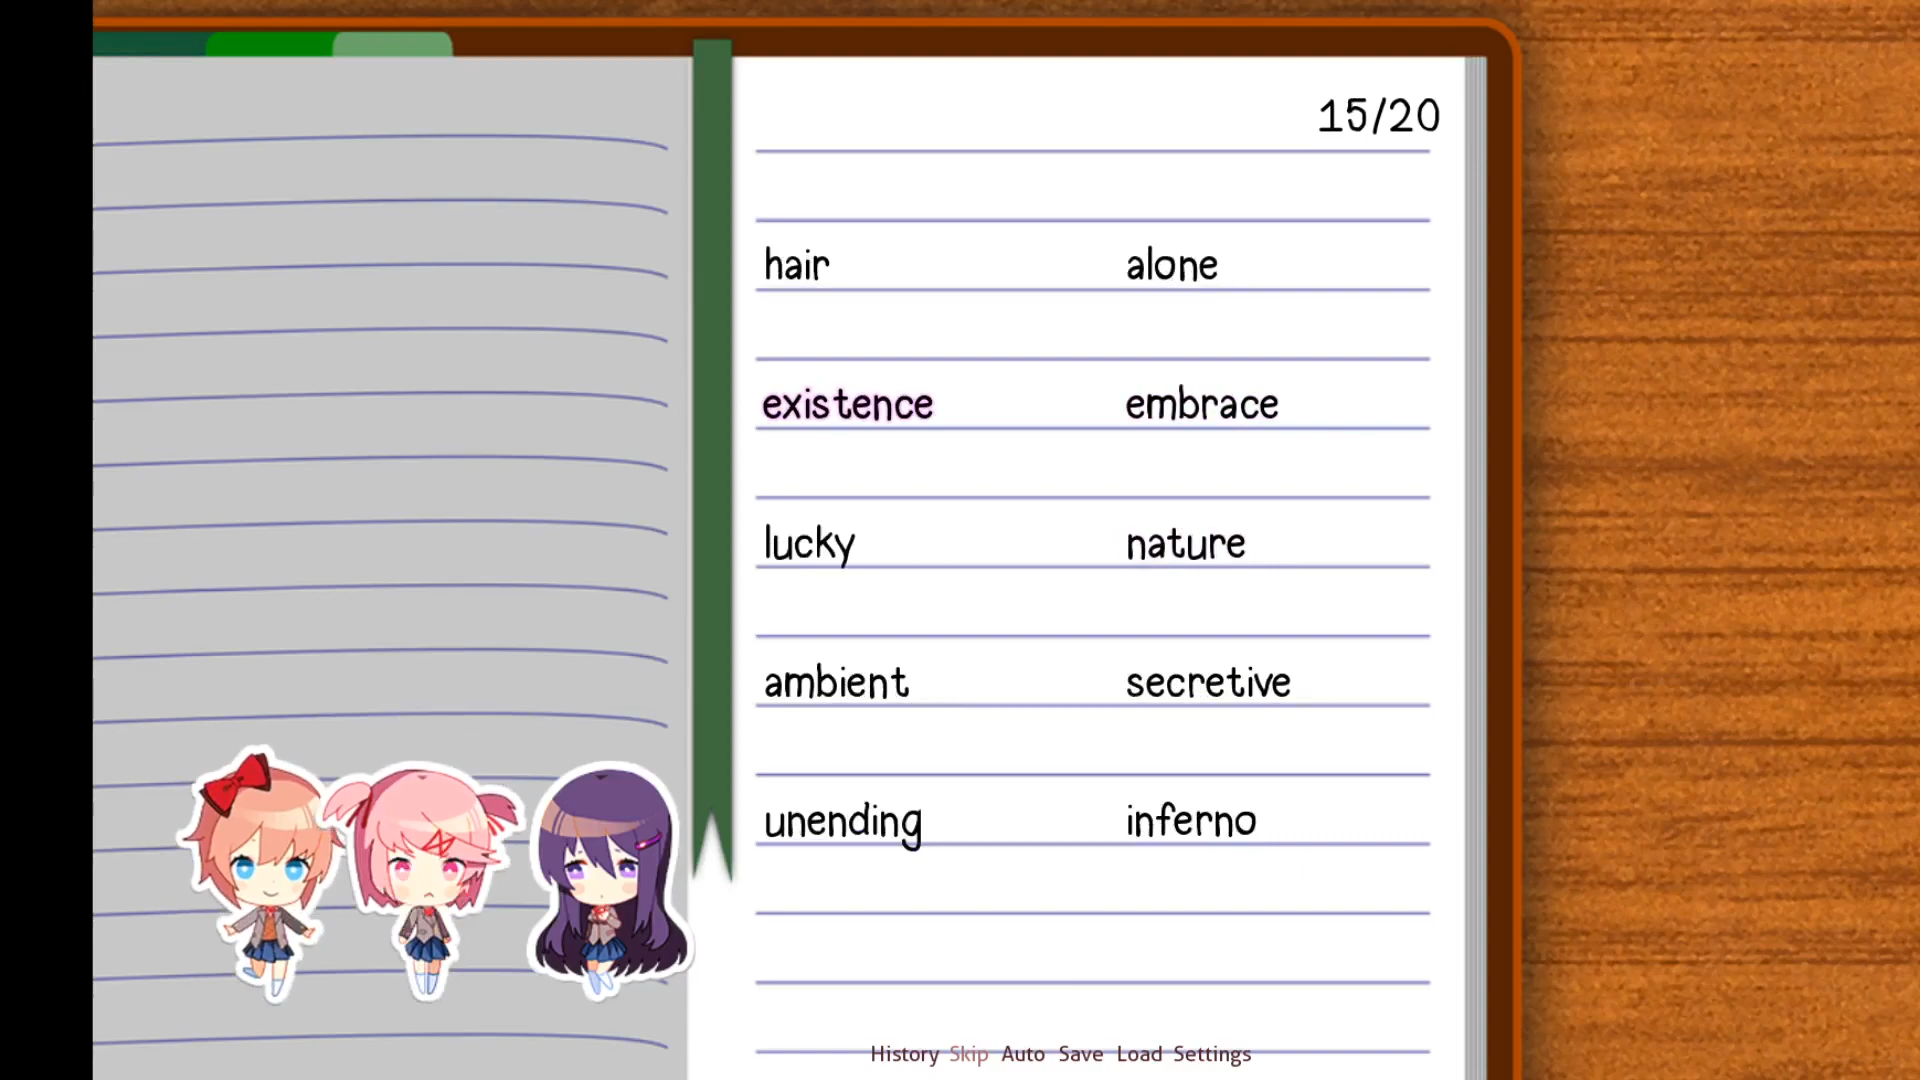 15/20
hair alone
existence embrace
lucky nature
ambient secretive
unending inferno
History Skip Auto Save Load Settings